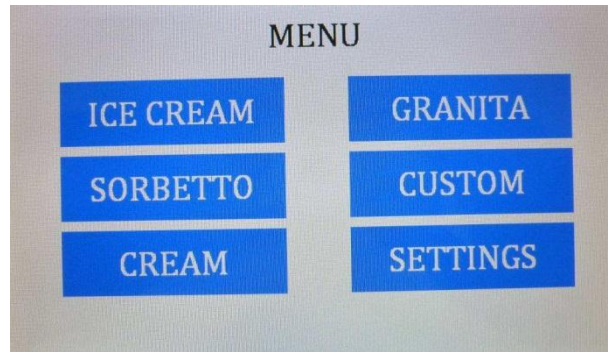 MENU
ICE CREAM
GRANITA
SORBETTO
CUSTOM
CREAM
SETTINGS